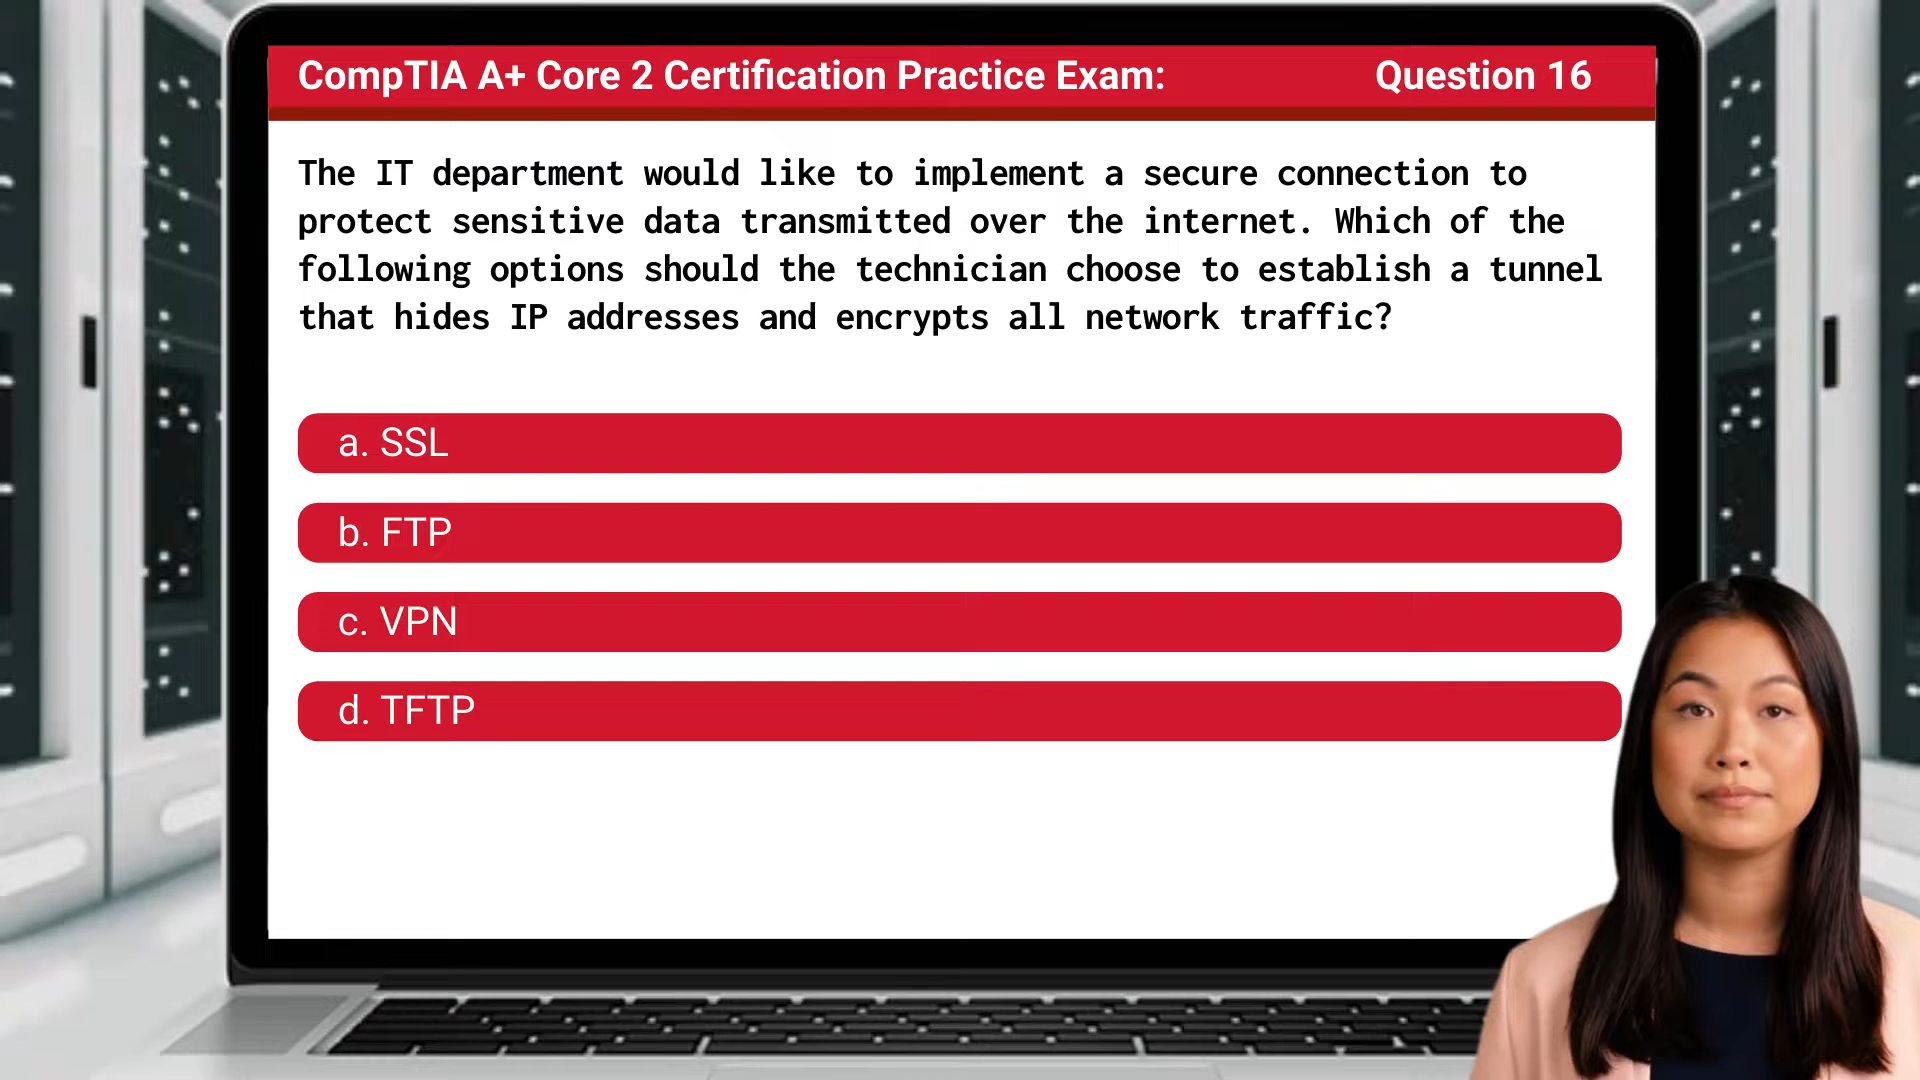 CompTIA A+ Core 2 Certification Practice Exam:
Question 16
The IT department would like to implement a secure connection to
protect sensitive data transmitted over the internet. Which of the
following options should the technician choose to establish a tunnel
that hides IP addresses and encrypts all network traffic?
a. SSL
b. FTP
c. VPN
d. TFTP